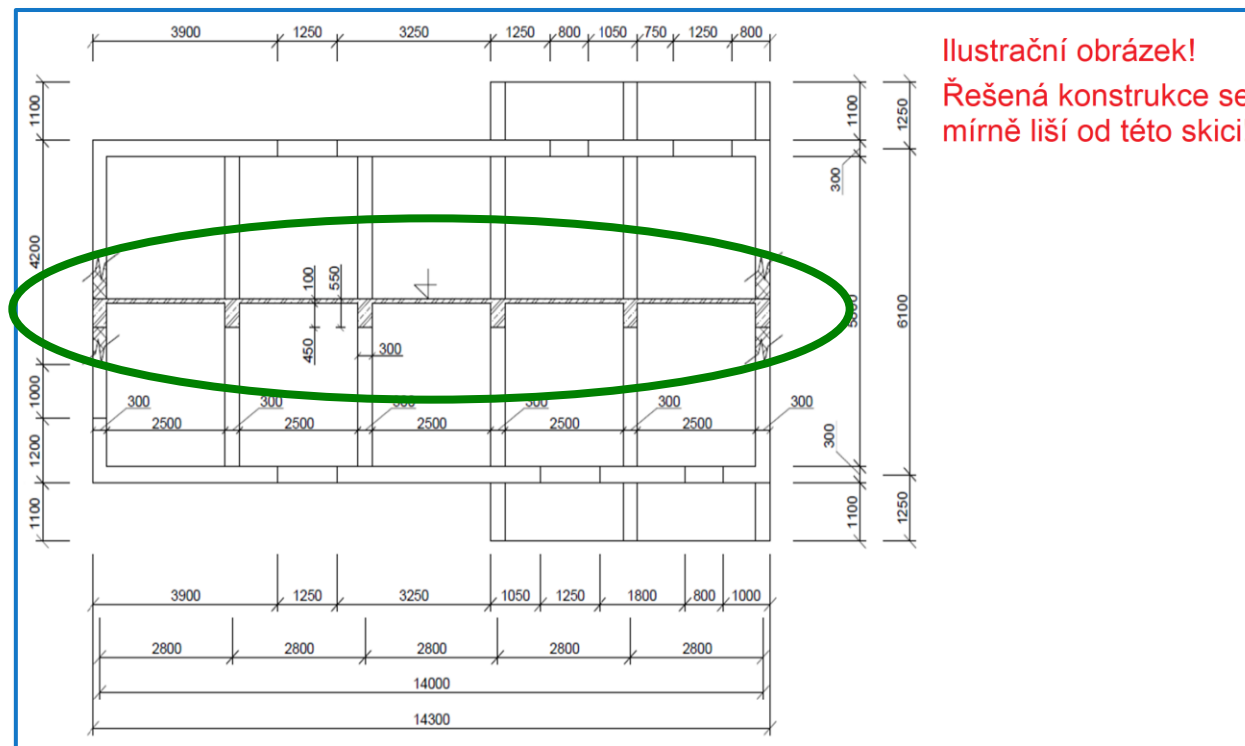 3900 1250 3250 1250 800 1050 750 1250 800
Ilustrační obrázek!
Řešená konstrukce se
mírně liší od této skici
1100 1100 1250
300
4200 100 550
6100
450 300
1000
300 300 300 300 300
2500 2500 2500 2500 2500
1200 300
1100 1100 1250
3900 1250 3250 1050 1250 1800 800 1000
2800 2800 2800 2800 2800
14000
14300